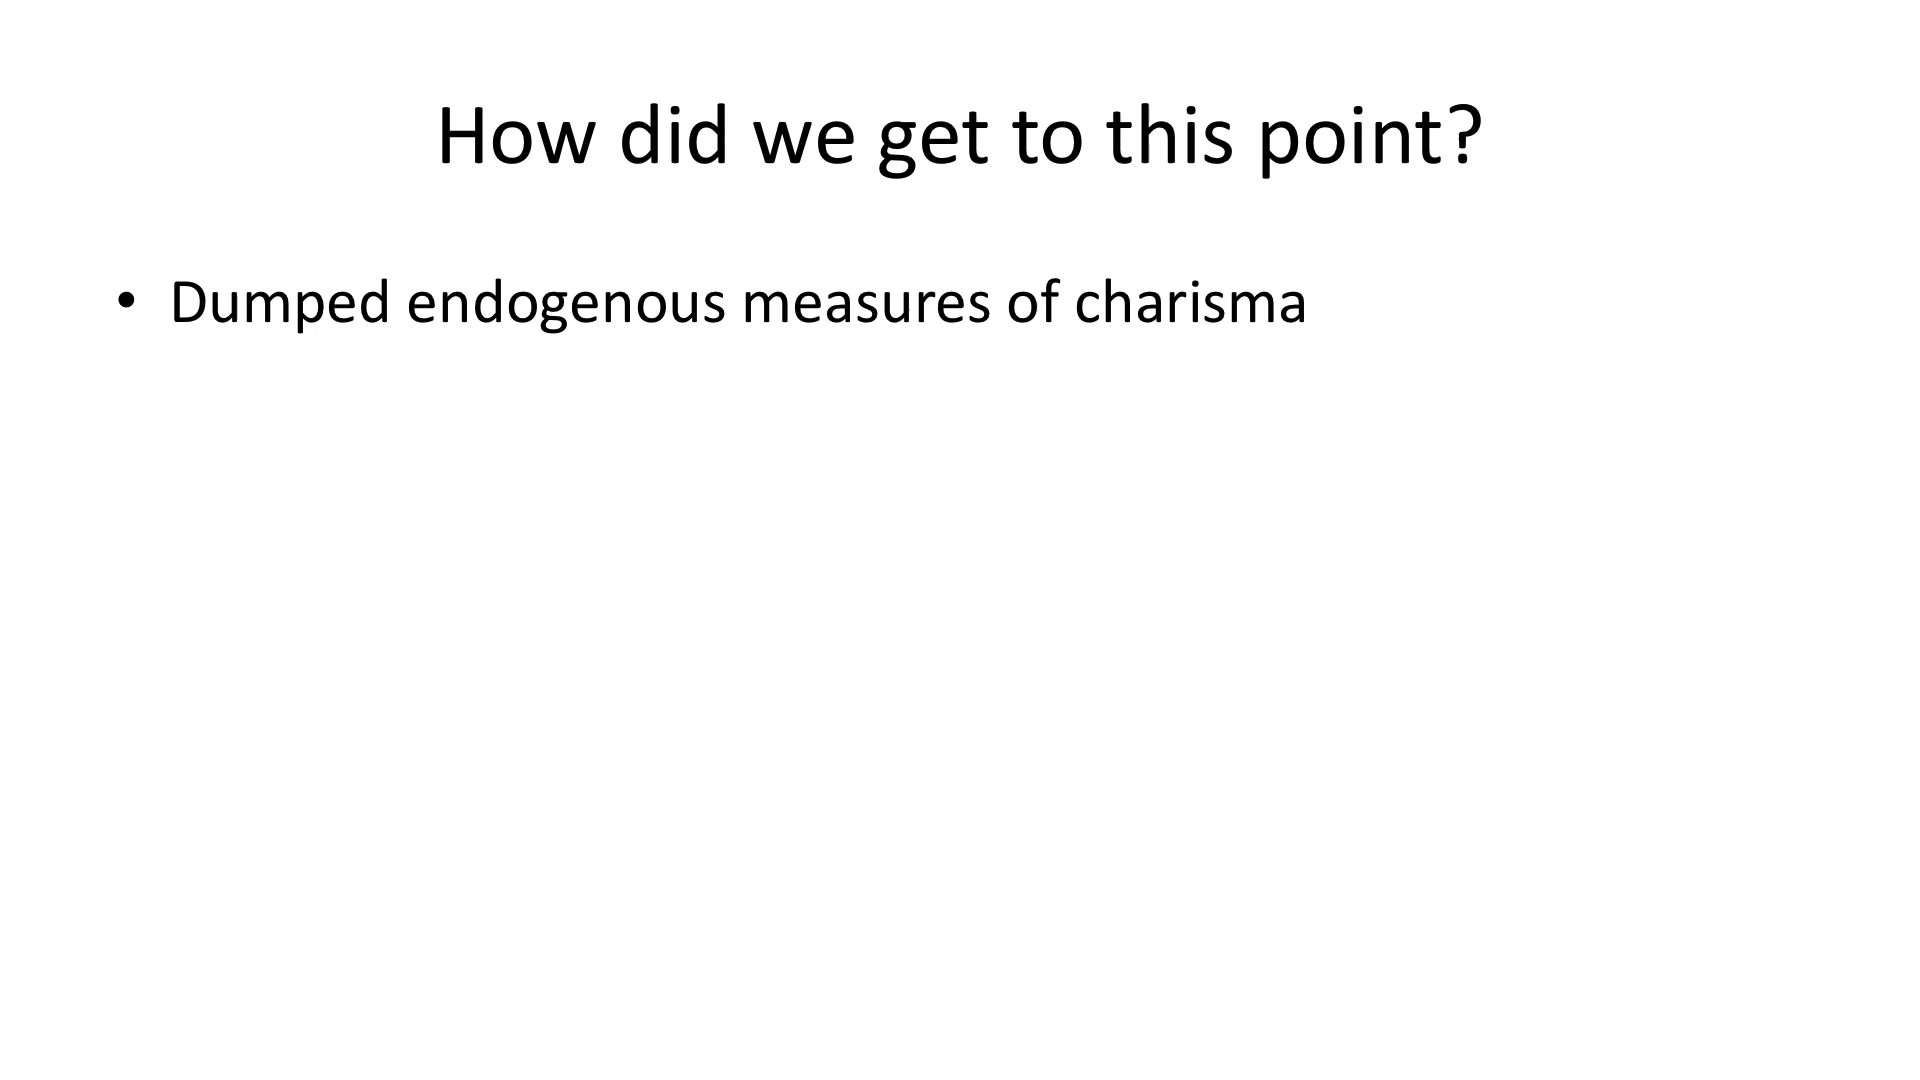 How did we get to this point?
• Dumped endogenous measures of charisma